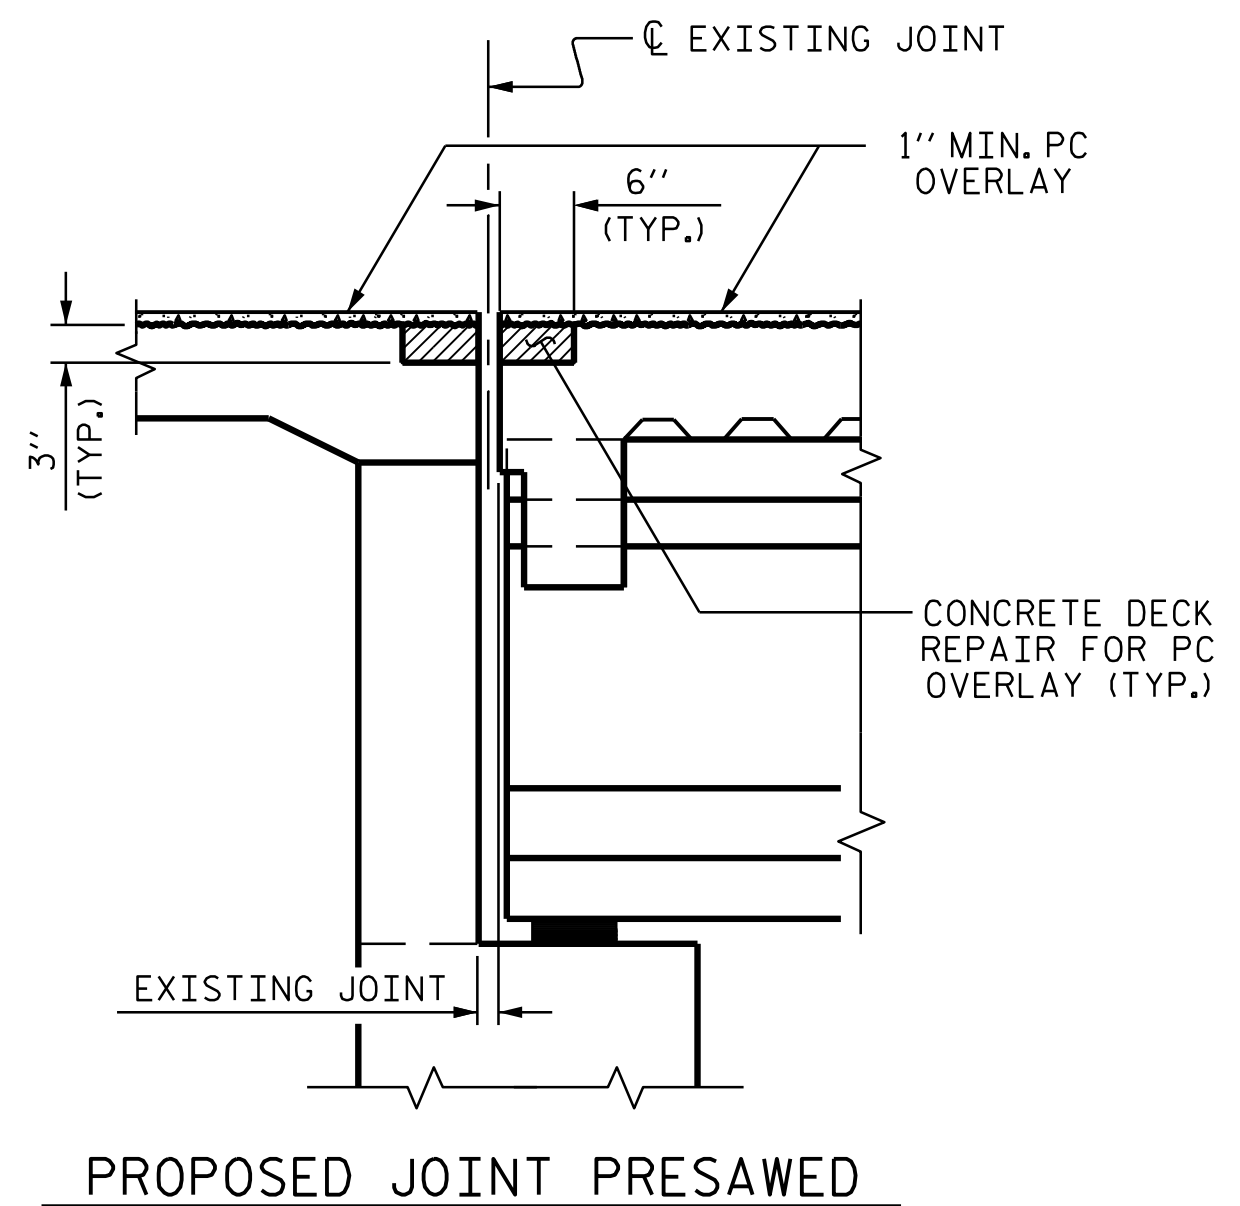 ℄ EXISTING JOINT
1" MIN. PC
OVERLAY
6"
(TYP.)
3"
(TYP.)
CONCRETE DECK
REPAIR FOR PC
OVERLAY (TYP.)
EXISTING JOINT
PROPOSED JOINT PRESAWED